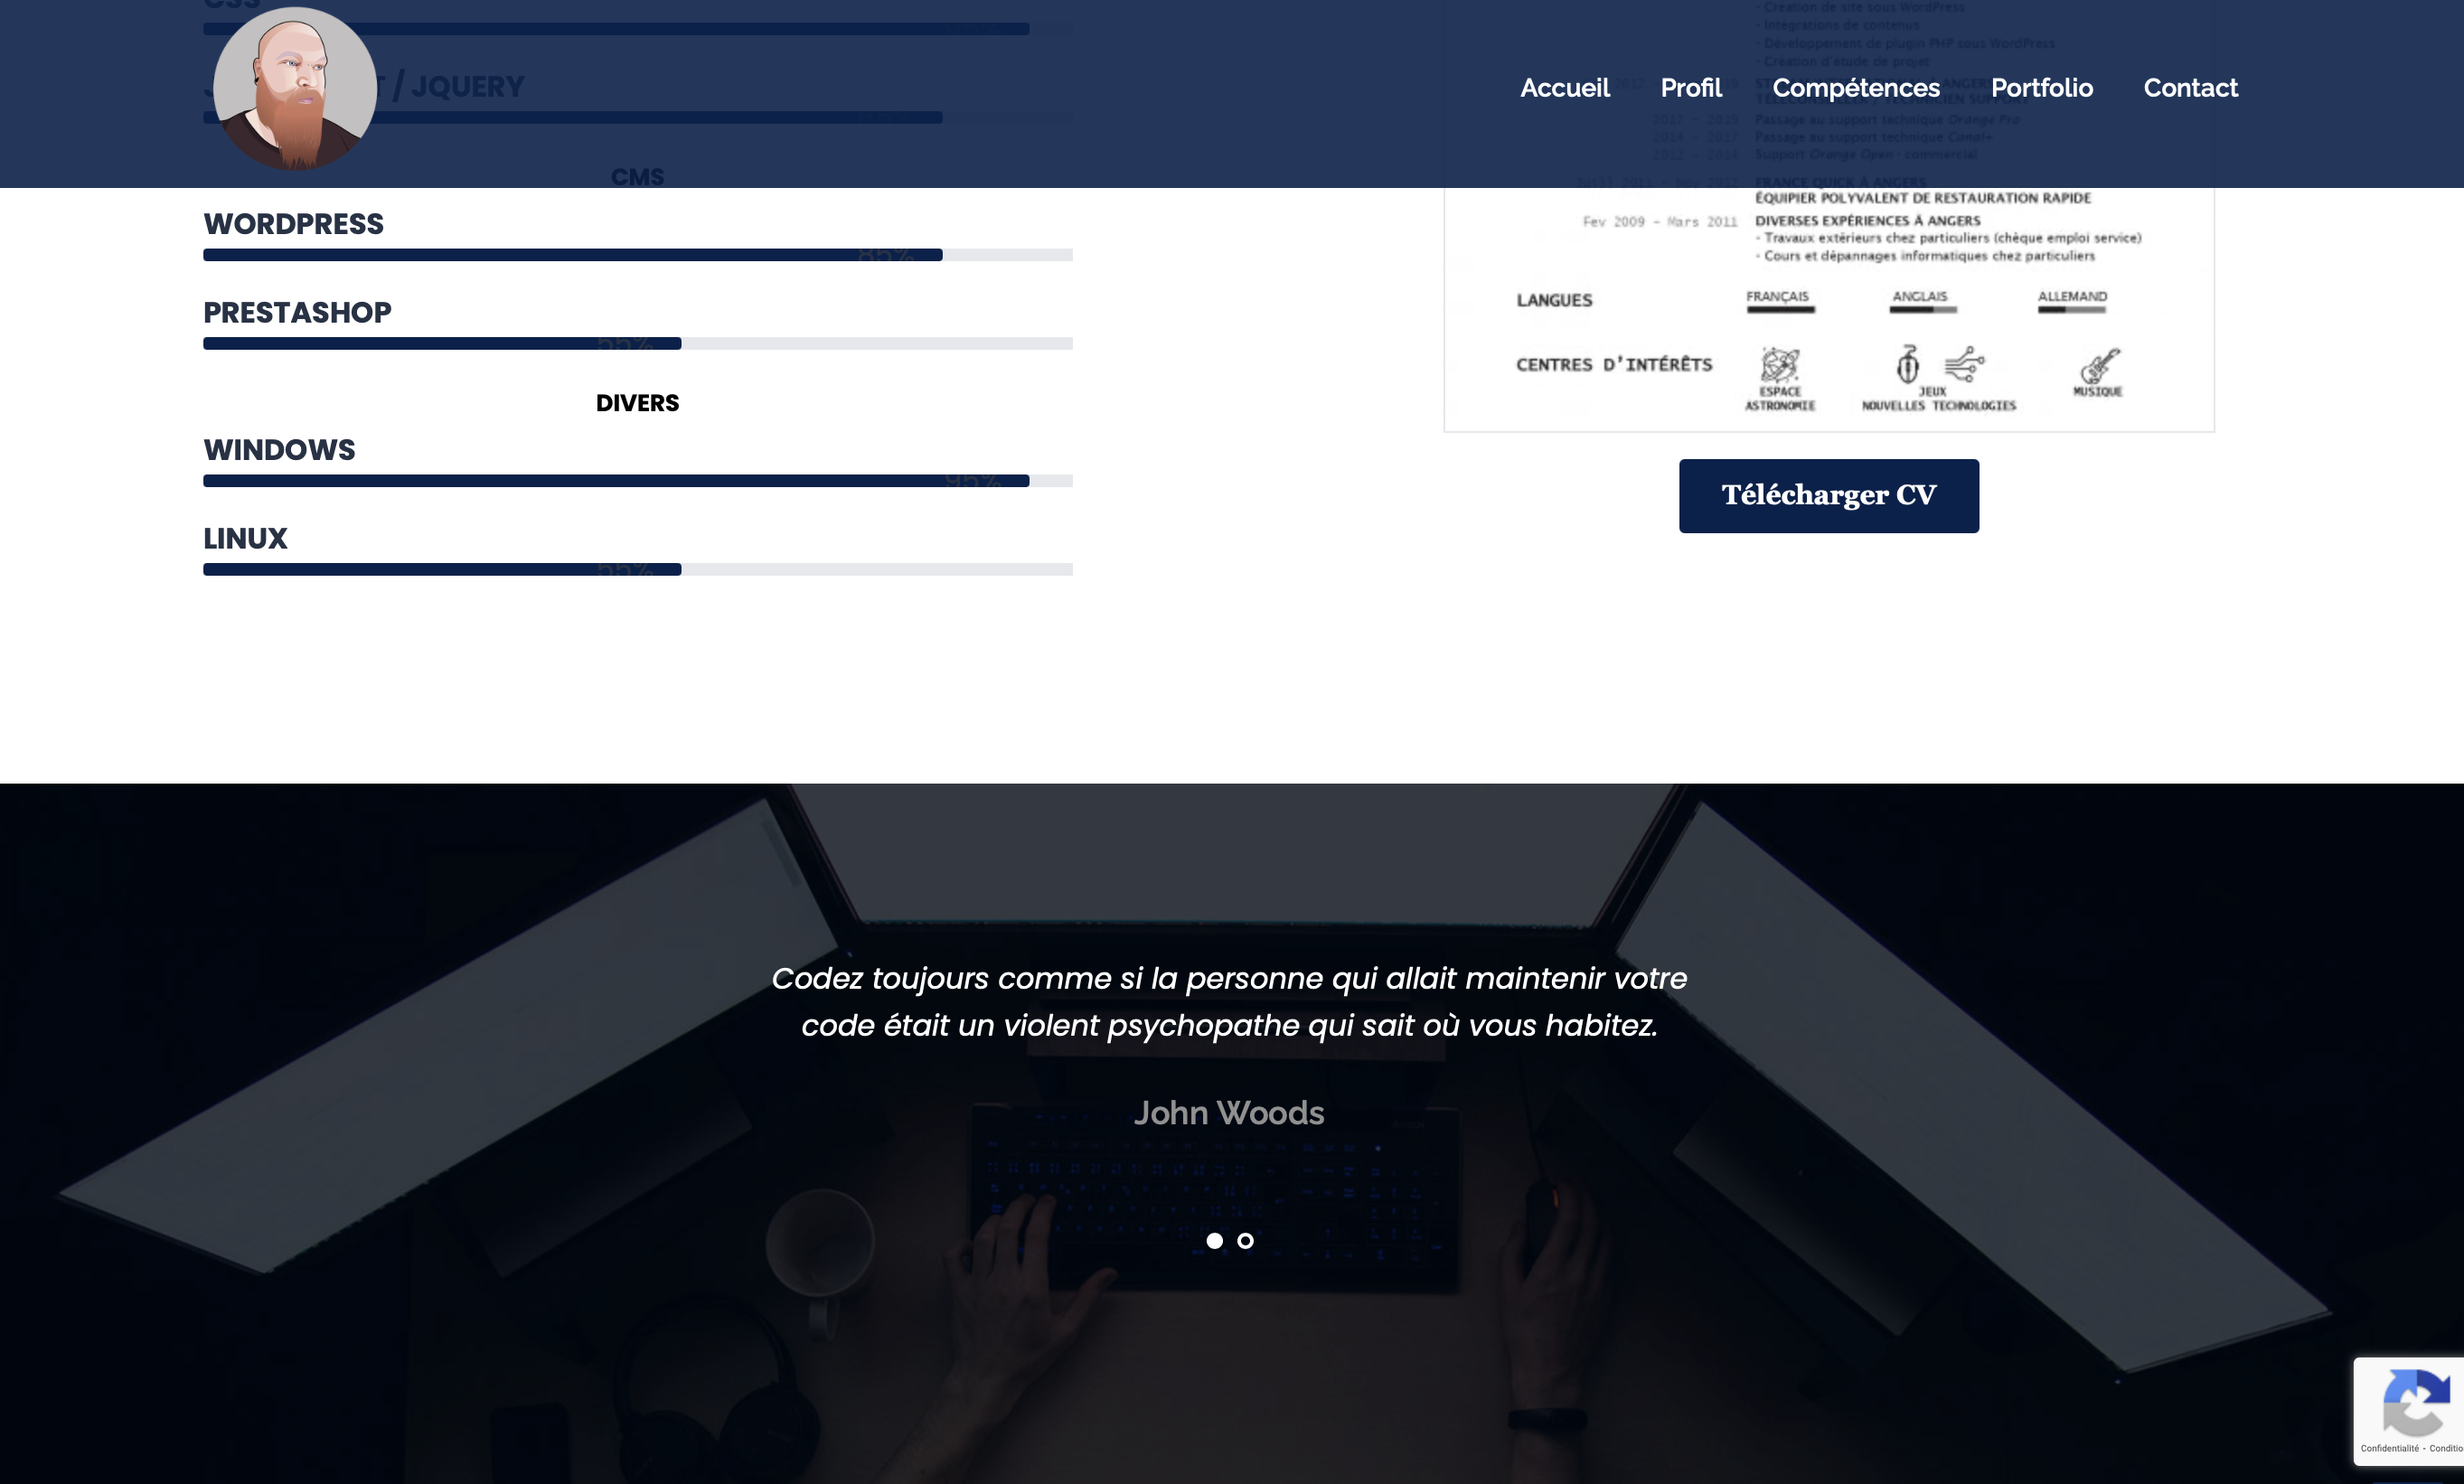 CSS
T / JQUERY
Accueil
Profil
Compétences
Portfolio
Contact
- Création de site sous WordPress
- Intégrations de contenus
- Développement de plugin PHP sous WordPress
- Création d'étude de projet
TÉLÉCONSEILLER / TECHNICIEN SUPPORT
2017 - 2019 Passage au support technique Orange Pro
2014 - 2017 Passage au support technique Canal+
2012 - 2014 Support Orange Open - commercial
FRANCE QUICK À ANGERS
ÉQUIPIER POLYVALENT DE RESTAURATION RAPIDE
Fev 2009 - Mars 2011 DIVERSES EXPÉRIENCES À ANGERS
- Travaux extérieurs chez particuliers (chèque emploi service)
- Cours et dépannages informatiques chez particuliers
LANGUES
FRANÇAIS
ANGLAIS
ALLEMAND
CENTRES D'INTÉRÊTS
ESPACE
ASTRONOMIE
JEUX
NOUVELLES TECHNOLOGIES
MUSIQUE
Télécharger CV
CMS
WORDPRESS
85%
PRESTASHOP
55%
DIVERS
WINDOWS
95%
LINUX
55%
Codez toujours comme si la personne qui allait maintenir votre
code était un violent psychopathe qui sait où vous habitez.
John Woods
Confidentialité - Conditio